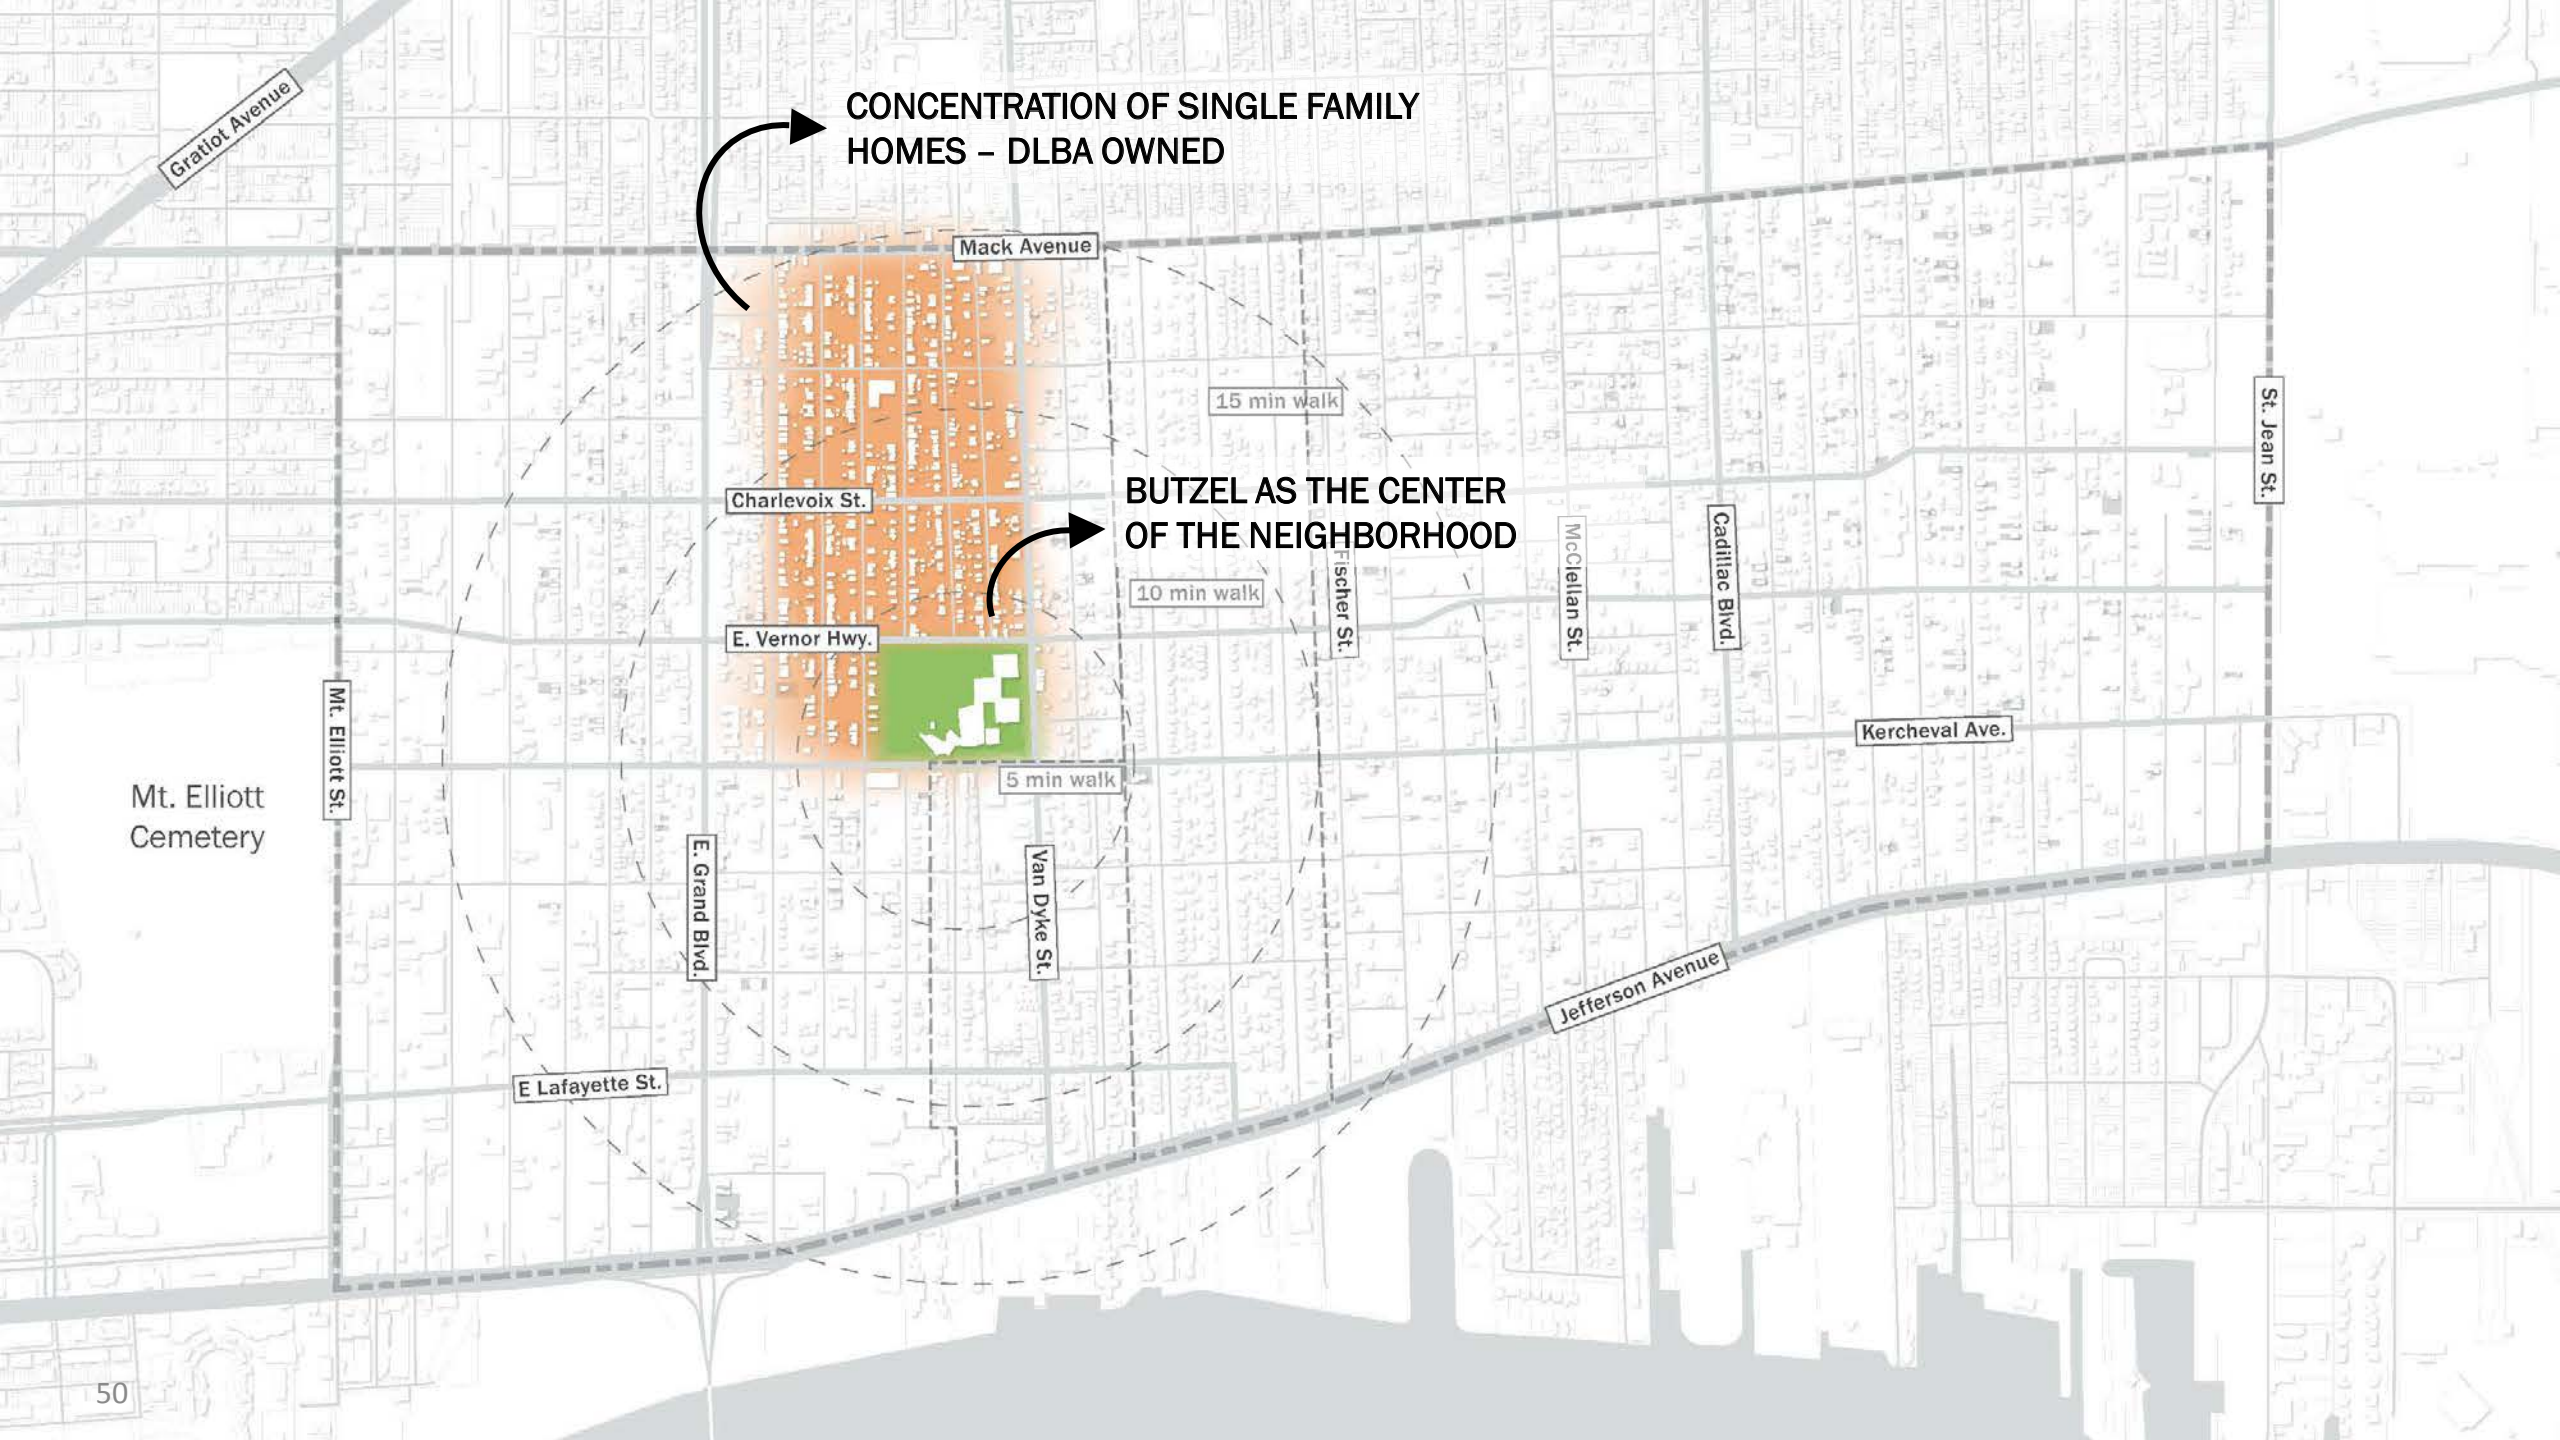 Gratiot Avenue
CONCENTRATION OF SINGLE FAMILY
HOMES – DLBA OWNED
Mack Avenue
15 min walk
St. Jean St.
Charlevoix St.
BUTZEL AS THE CENTER
OF THE NEIGHBORHOOD
10 min walk
Fischer St.
McClellan St.
Cadillac Blvd.
E. Vernor Hwy.
Mt. Elliott St.
Kercheval Ave.
5 min walk
Mt. Elliott
Cemetery
E. Grand Blvd.
Van Dyke St.
Jefferson Avenue
E Lafayette St.
50